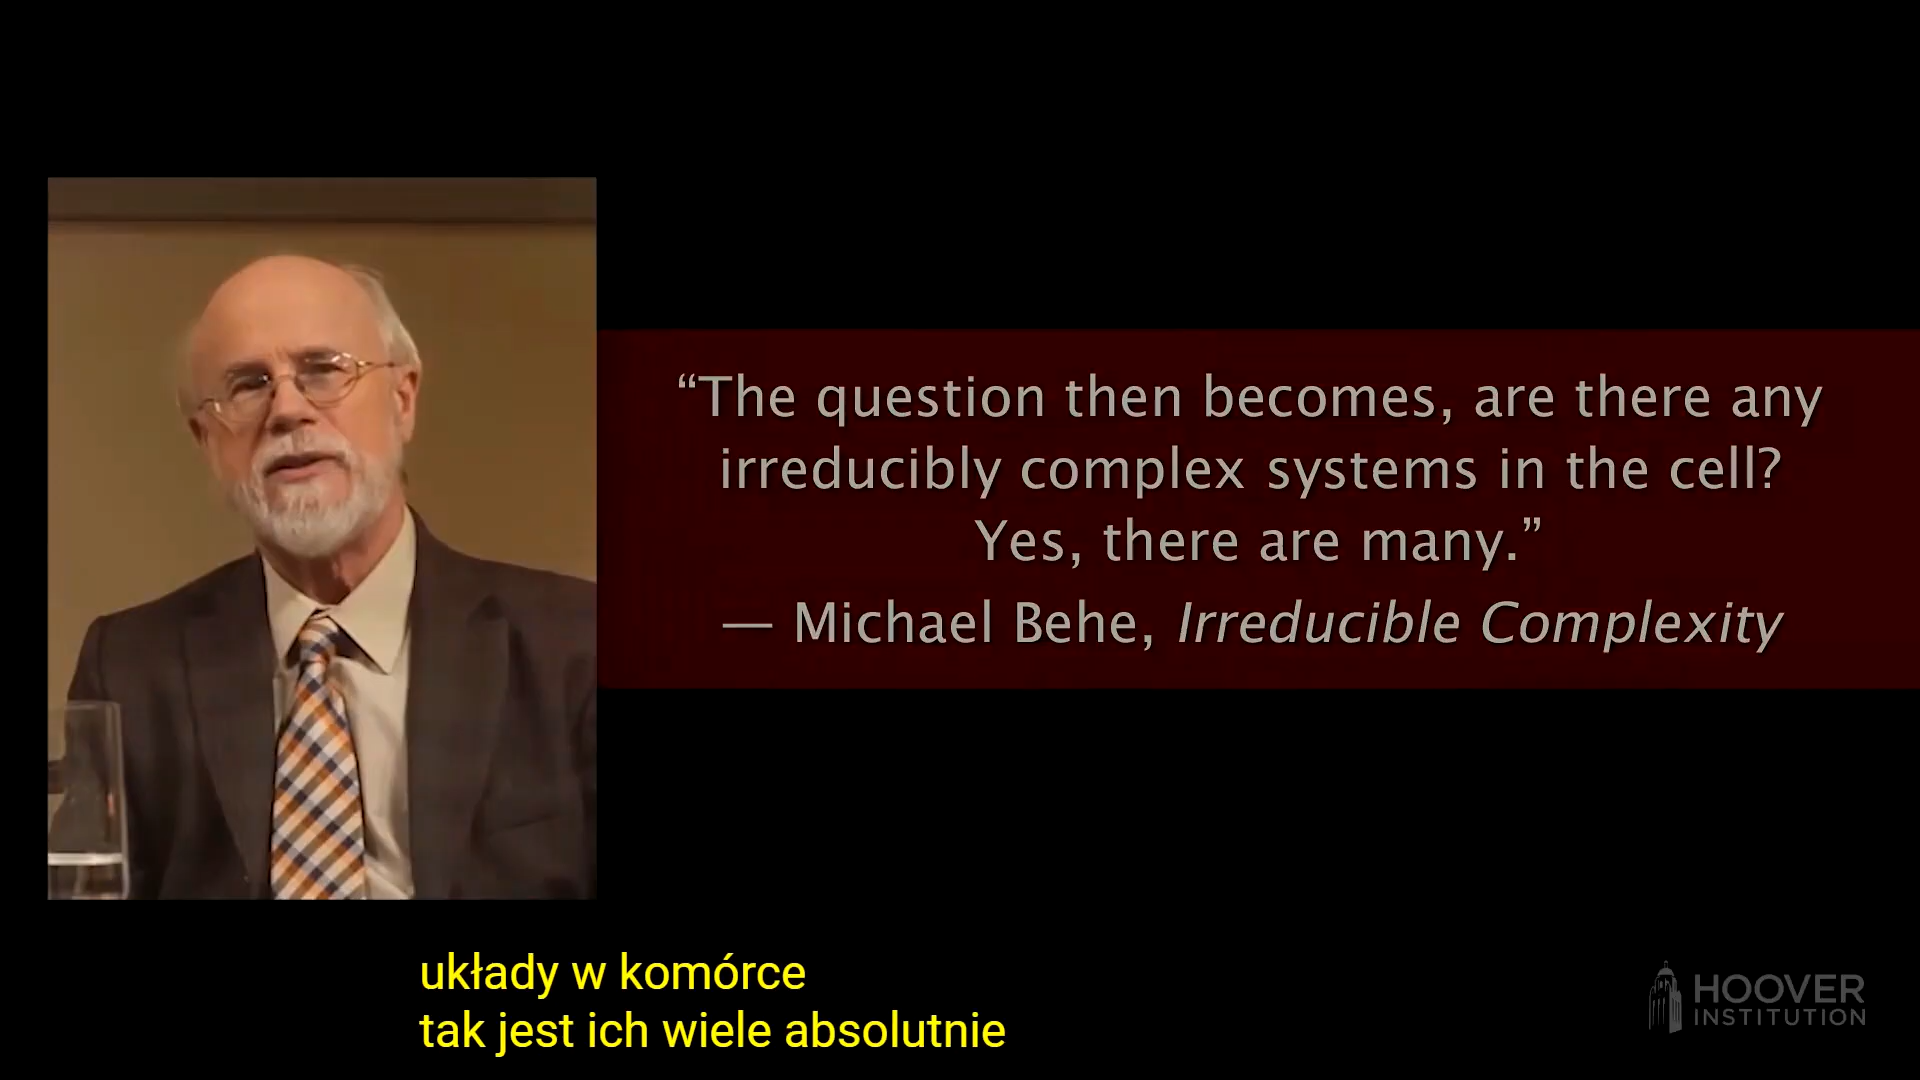 “The question then becomes, are there any
irreducibly complex systems in the cell?
Yes, there are many.”
— Michael Behe, Irreducible Complexity
układy w komórce
tak jest ich wiele absolutnie
HOOVER
INSTITUTION